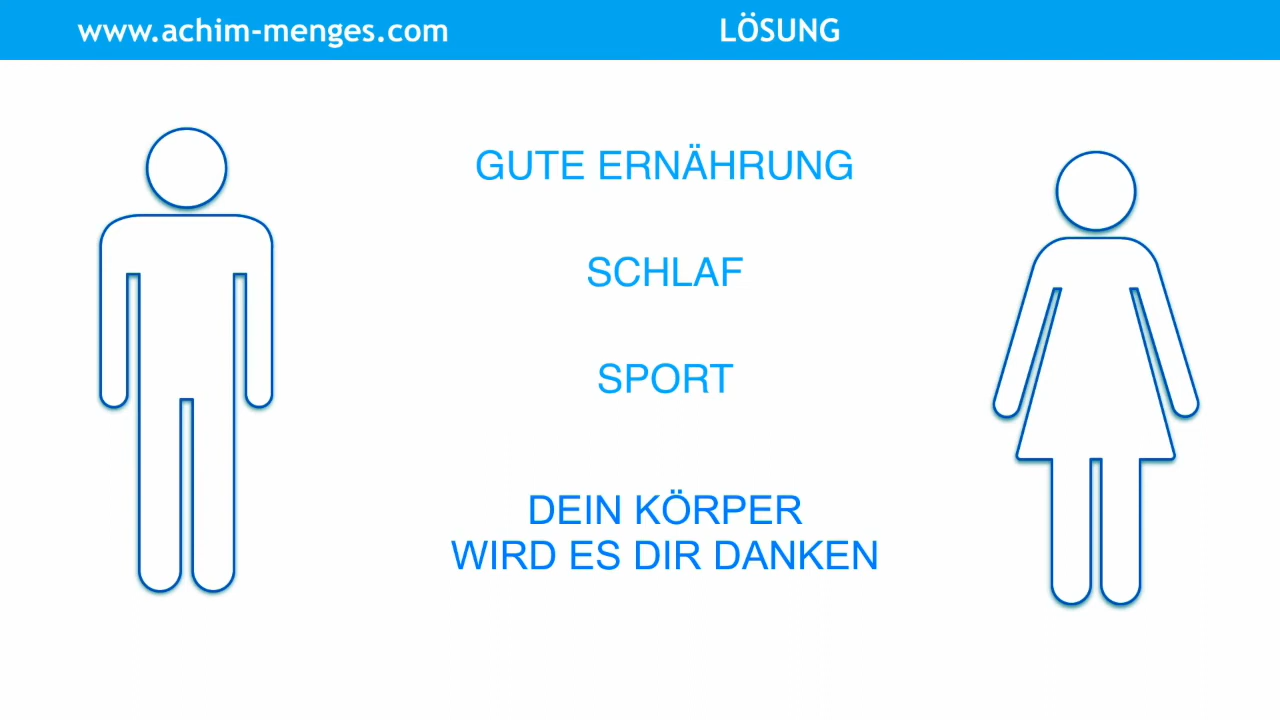 www.achim-menges.com
LÖSUNG
GUTE ERNÄHRUNG
SCHLAF
SPORT
DEIN KÖRPER
WIRD ES DIR DANKEN